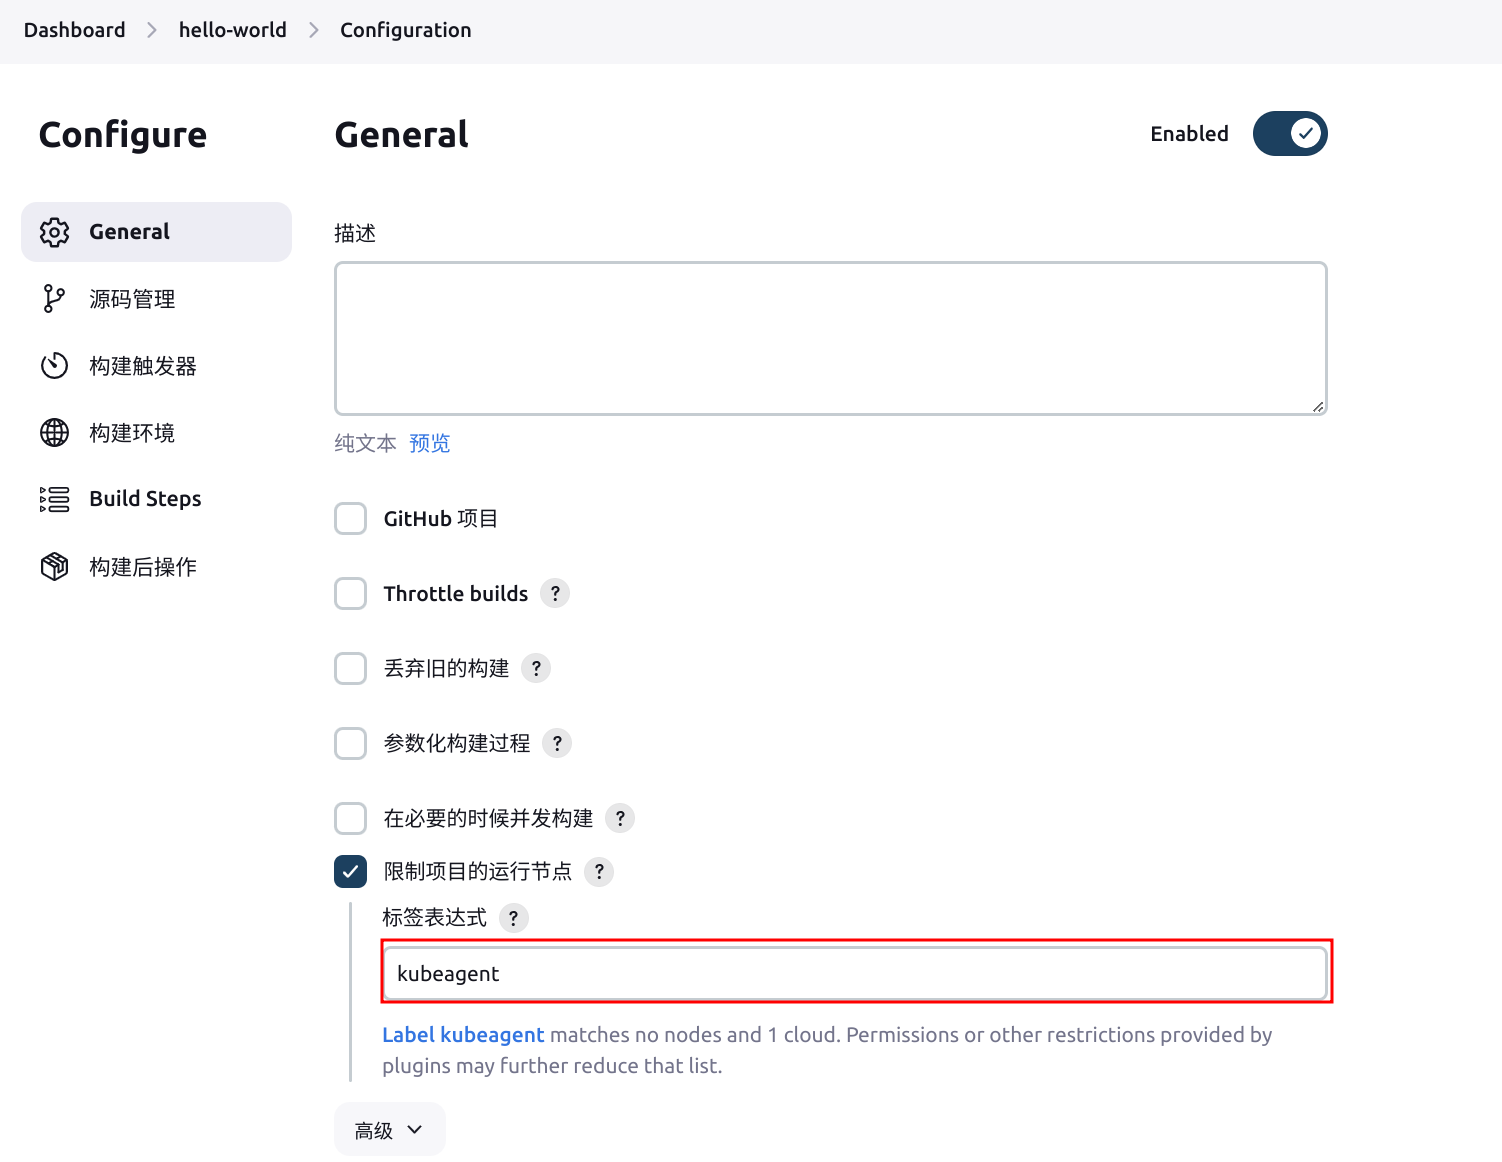 Dashboard > hello-world > Configuration
Configure
General
源码管理
构建触发器
构建环境
Build Steps
构建后操作
General
Enabled
描述
纯文本 预览
GitHub 项目
Throttle builds ?
丢弃旧的构建 ?
参数化构建过程 ?
在必要的时候并发构建 ?
限制项目的运行节点 ?
标签表达式 ?
kubeagent
Label kubeagent matches no nodes and 1 cloud. Permissions or other restrictions provided by
plugins may further reduce that list.
高级